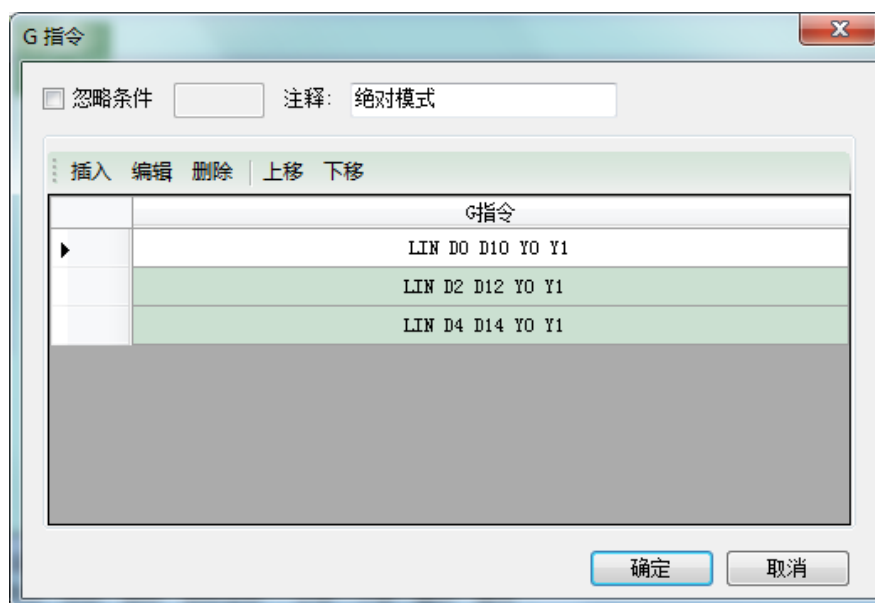 G 指令
忽略条件 注释: 绝对模式
插入 编辑 删除 上移 下移
G指令
LIN D0 D10 Y0 Y1
LIN D2 D12 Y0 Y1
LIN D4 D14 Y0 Y1
确定 取消